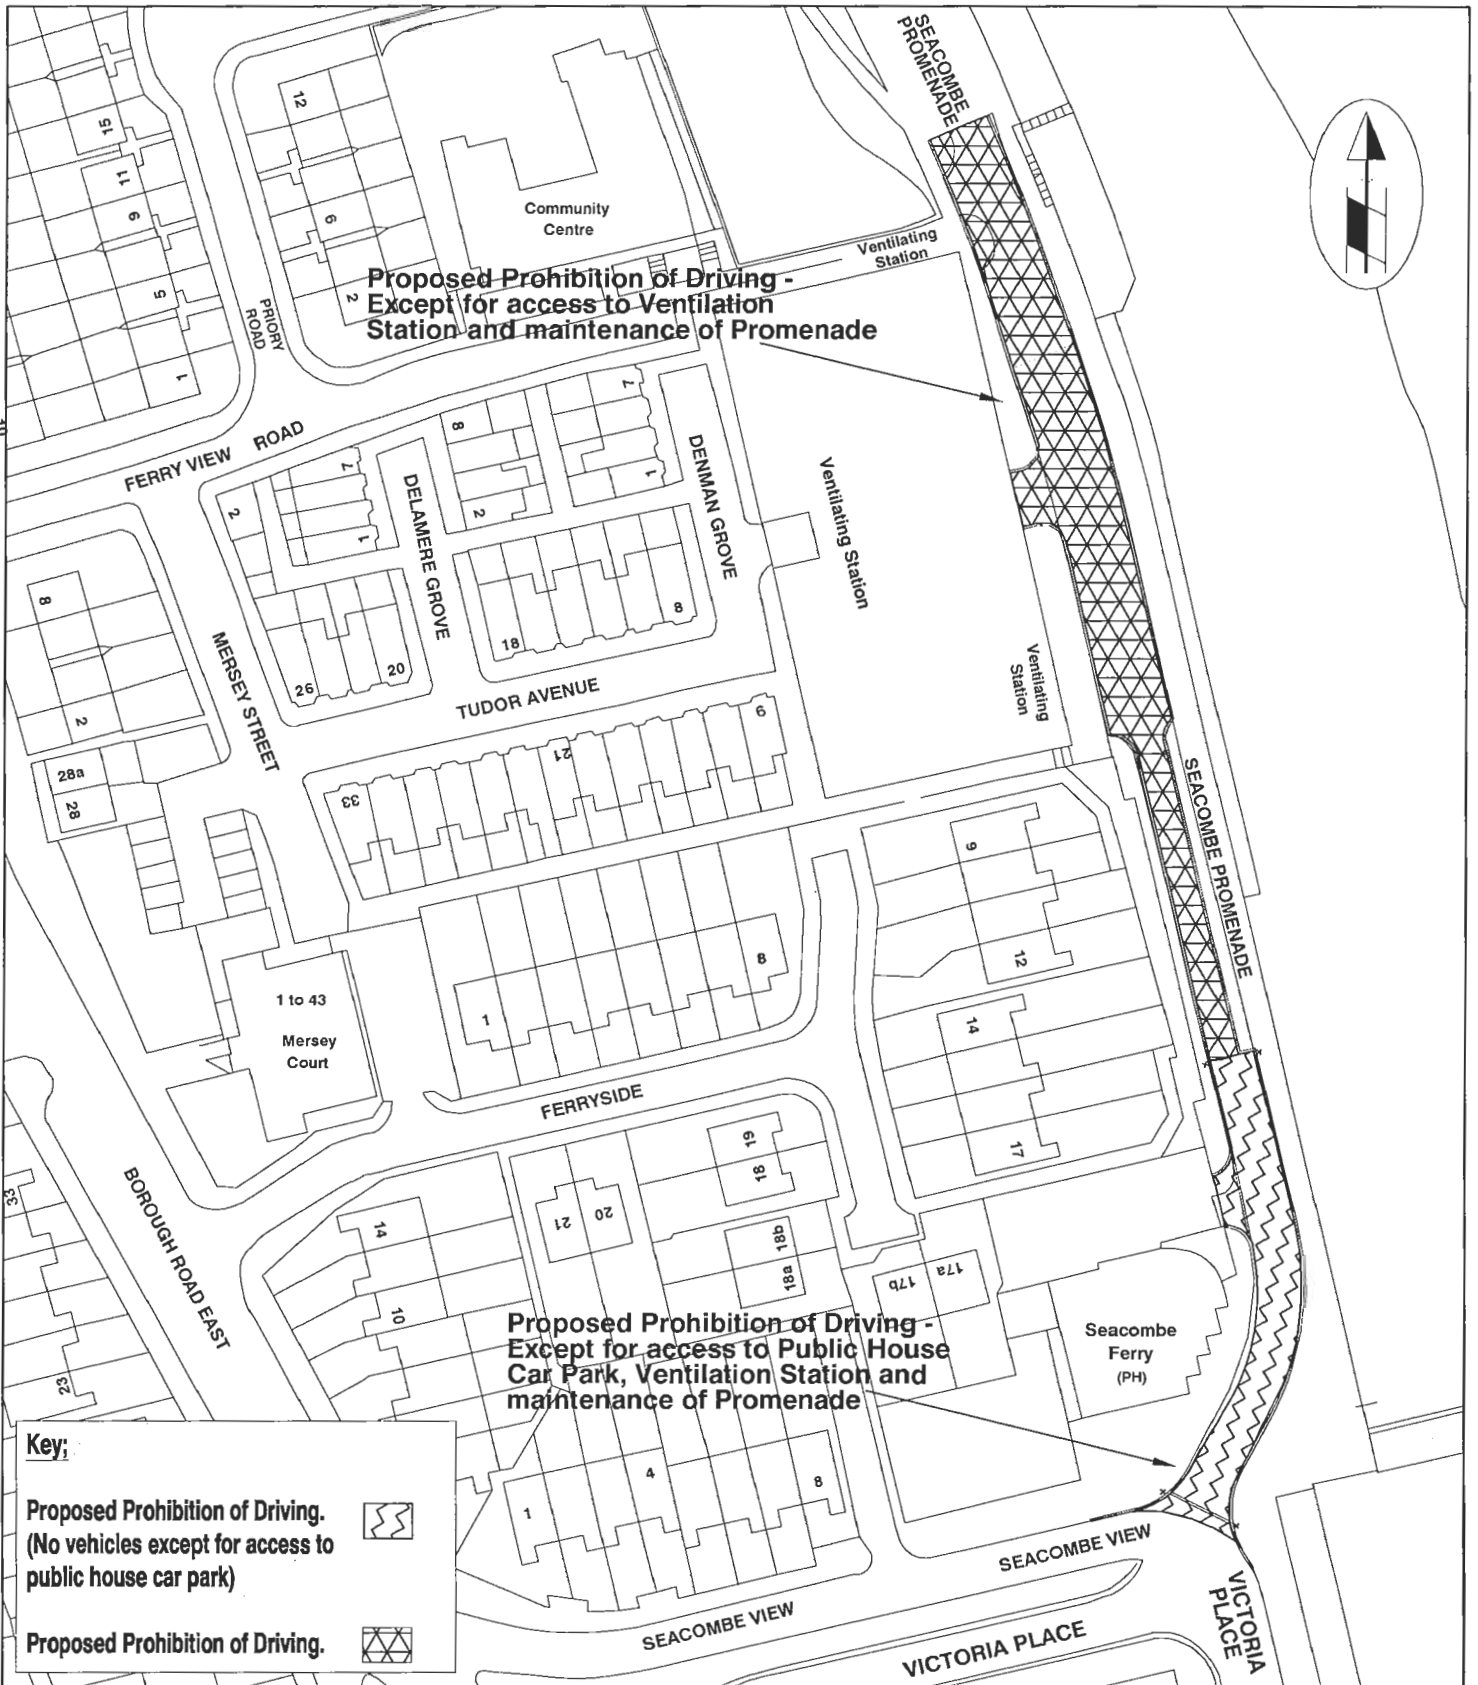 SEACOMBE
PROMENADE
12
15
11
9
6
5
2
1
Community
Centre
Ventilating
Station
Proposed Prohibition of Driving -
Except for access to Ventilation
Station and maintenance of Promenade
PRIORY
ROAD
FERRY VIEW ROAD
7
8
7
1
2
2
1
DELAMERE GROVE
DENMAN GROVE
Ventilating Station
8
2
28a
28
MERSEY STREET
18
8
26
20
TUDOR AVENUE
Ventilating
Station
33
21
9
SEACOMBE PROMENADE
9
12
8
1
1 to 43
Mersey
Court
14
17
FERRYSIDE
19
18
21
20
18b
18a
17b
17a
14
10
33
23
BOROUGH ROAD EAST
Proposed Prohibition of Driving -
Except for access to Public House
Car Park, Ventilation Station and
maintenance of Promenade
Seacombe
Ferry
(PH)
1
4
8
SEACOMBE VIEW
SEACOMBE VIEW
VICTORIA PLACE
VICTORIA
PLACE
Key;
Proposed Prohibition of Driving.
(No vehicles except for access to
public house car park)
Proposed Prohibition of Driving.